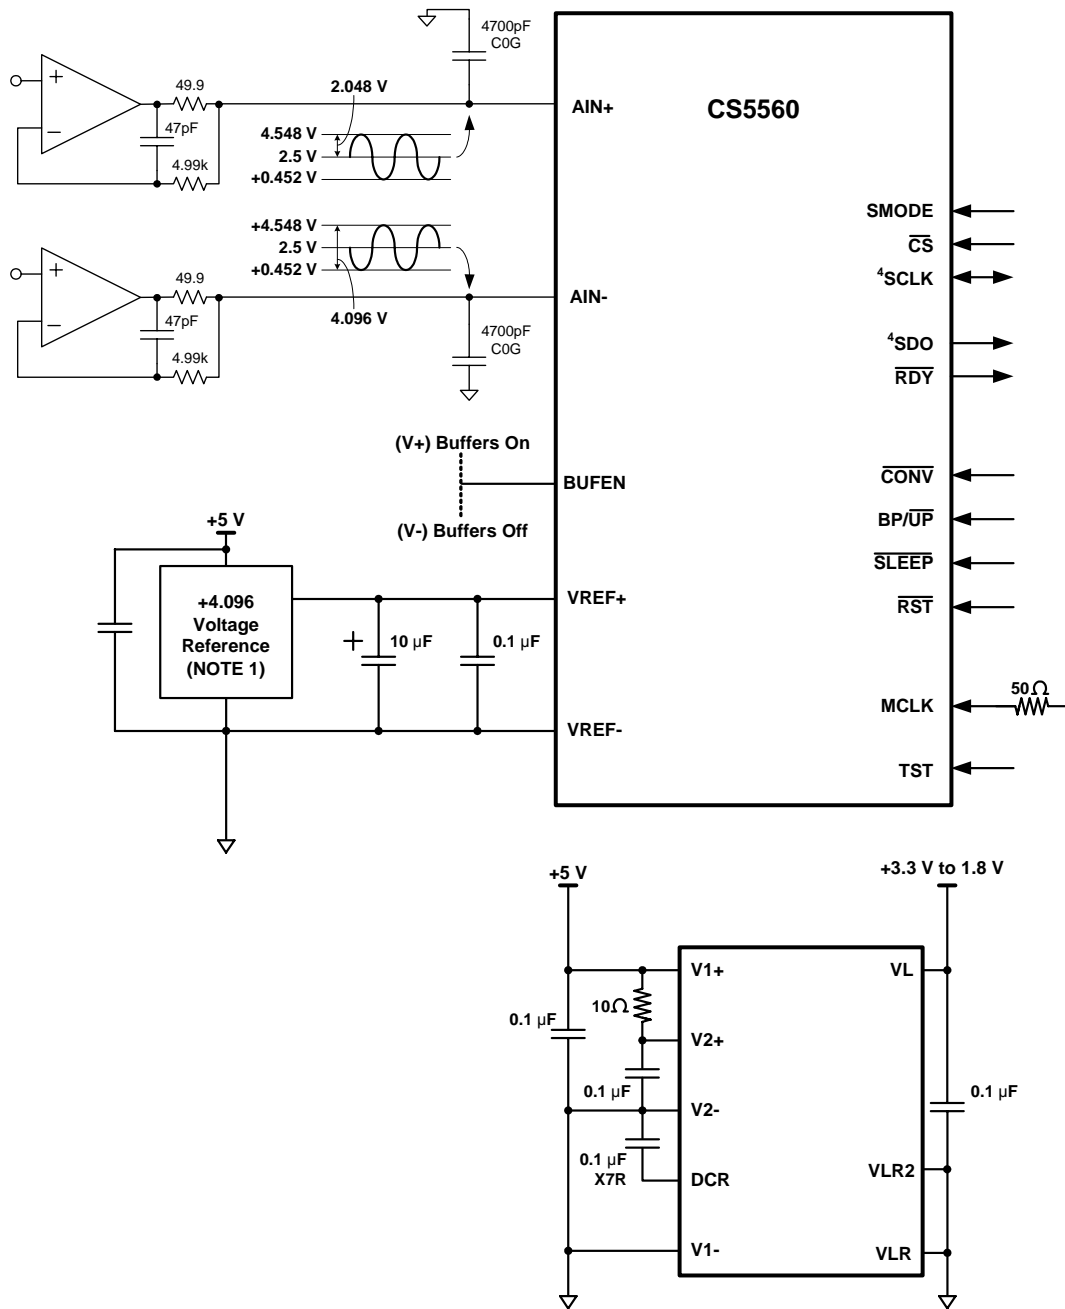 4700pF
C0G
49.9
47pF
4.99k
+
−
2.048 V
4.548 V
2.5 V
+0.452 V
AIN+
CS5560
+4.548 V
2.5 V
+0.452 V
4.096 V
+
−
49.9
47pF
4.99k
AIN-
4700pF
C0G
SMODE
CS
4SCLK
4SDO
RDY
(V+) Buffers On
BUFEN
(V-) Buffers Off
CONV
BP/UP
SLEEP
RST
+5 V
+4.096
Voltage
Reference
(NOTE 1)
+
10 µF
0.1 µF
VREF+
VREF-
50Ω
MCLK
TST
+5 V
+3.3 V to 1.8 V
V1+
VL
10Ω
0.1 µF
V2+
0.1 µF
V2-
0.1 µF
0.1 µF
X7R
DCR
VLR2
V1-
VLR